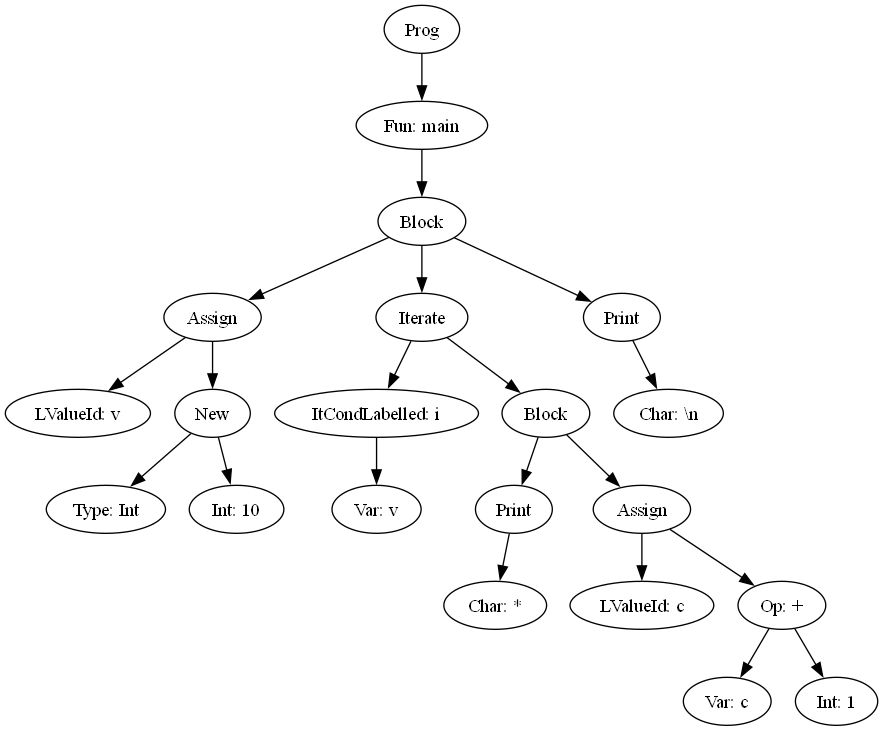 Prog
Fun: main
Block
Assign
Iterate
Print
LValueId: v
New
ItCondLabelled: i
Block
Char: \n
Type: Int
Int: 10
Var: v
Print
Assign
Char: *
LValueId: c
Op: +
Var: c
Int: 1